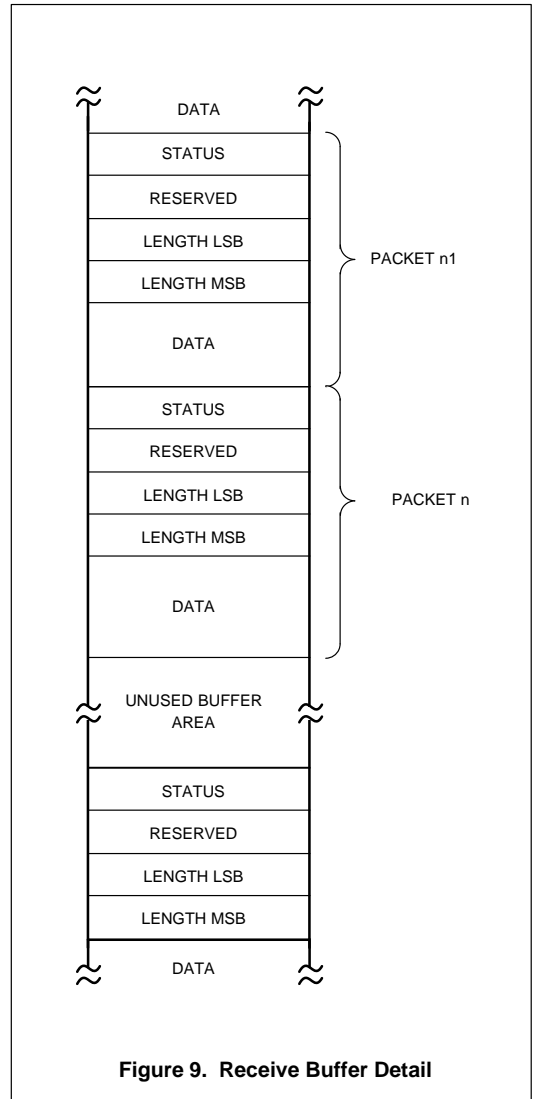 DATA
STATUS
RESERVED
LENGTH LSB
LENGTH MSB
DATA
PACKET n1
STATUS
RESERVED
LENGTH LSB
LENGTH MSB
DATA
PACKET n
UNUSED BUFFER
AREA
STATUS
RESERVED
LENGTH LSB
LENGTH MSB
DATA
Figure 9. Receive Buffer Detail